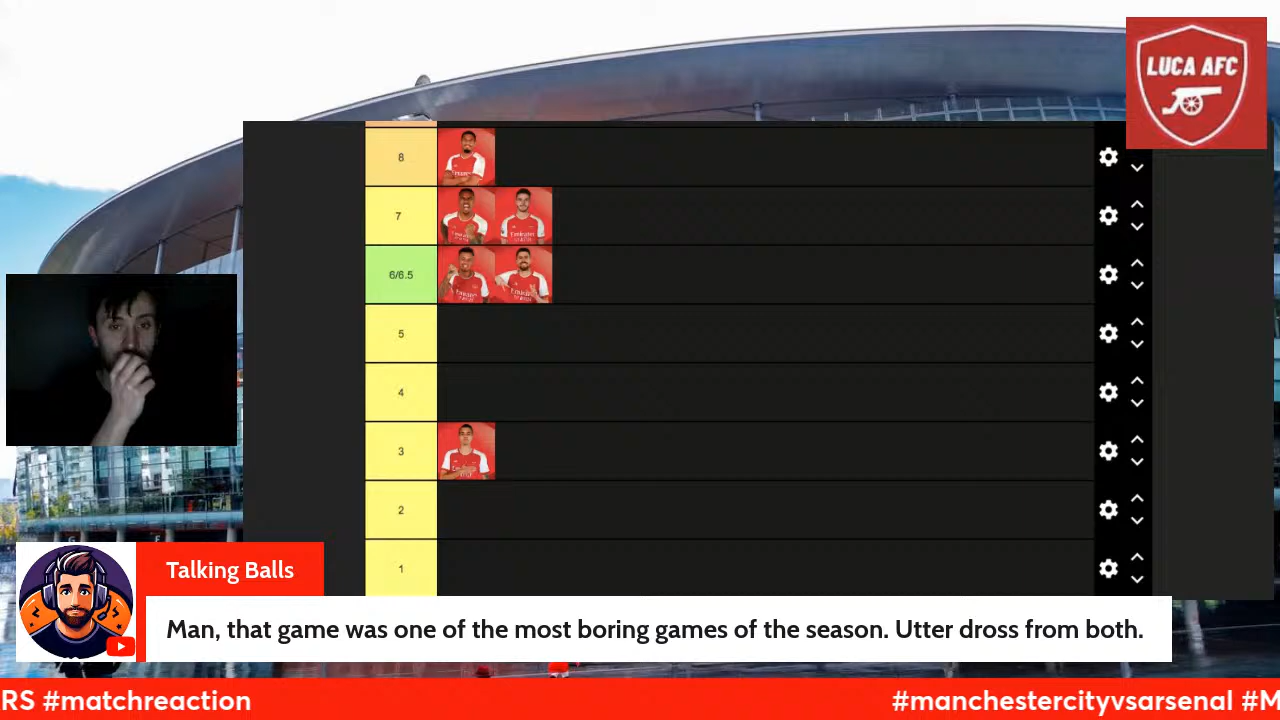 LUCA AFC
8
7
6/6.5
5
4
3
2
1
Talking Balls
Man, that game was one of the most boring games of the season. Utter dross from both.
RS #matchreaction
#manchestercityvsarsenal #M